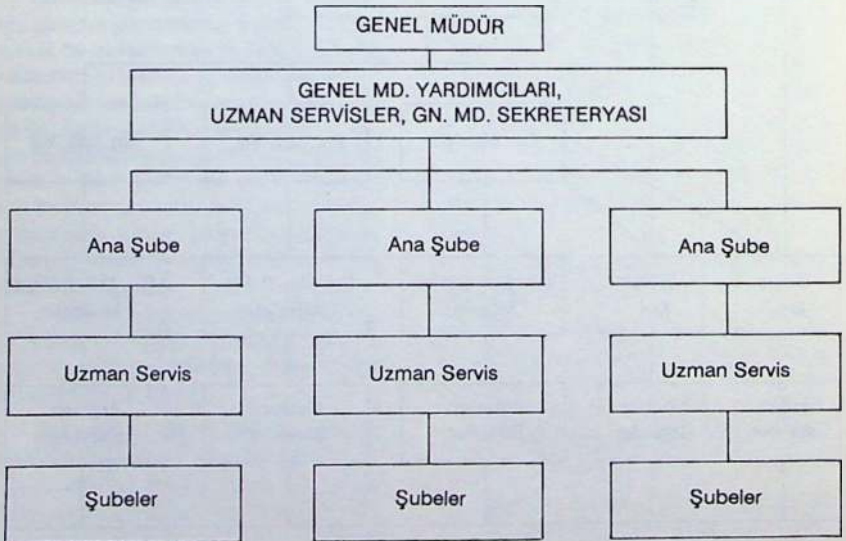 GENEL MÜDÜR
GENEL MD. YARDIMCILARI,
UZMAN SERVİSLER, GN. MD. SEKRETERYASI
Ana Şube Ana Şube Ana Şube
Uzman Servis Uzman Servis Uzman Servis
Şubeler Şubeler Şubeler